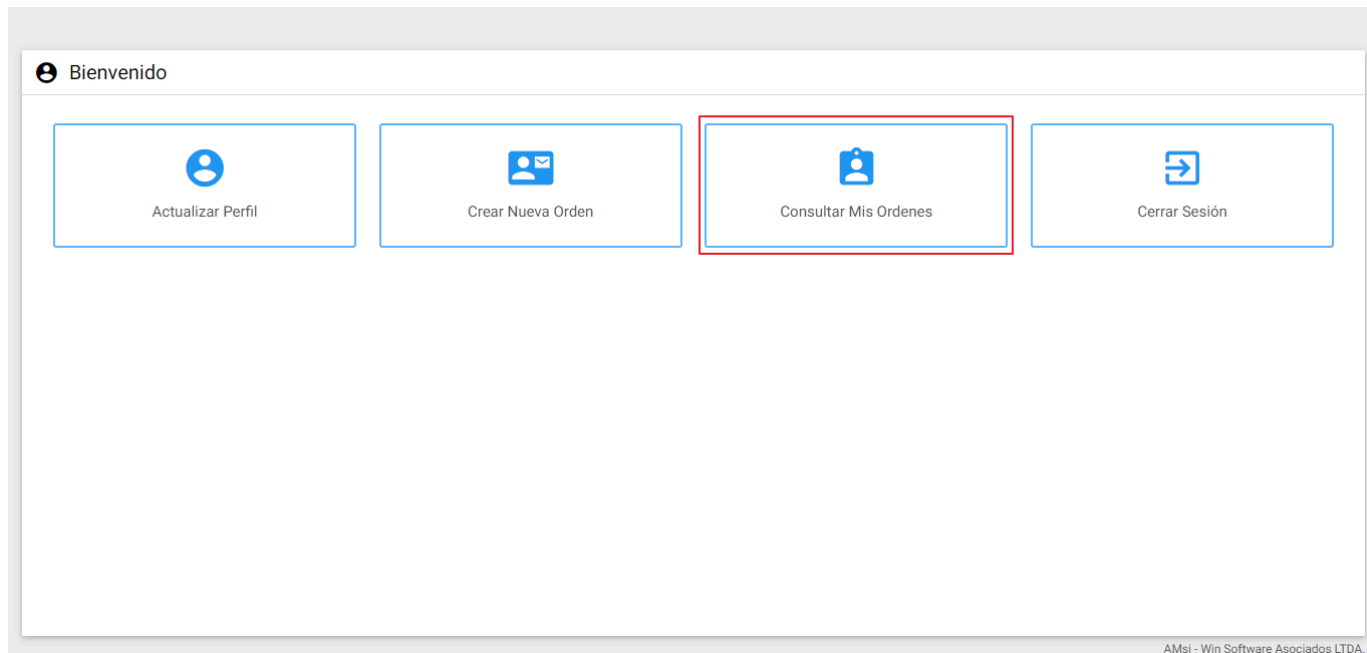 Bienvenido
Actualizar Perfil
Crear Nueva Orden
Consultar Mis Ordenes
Cerrar Sesión
AMsi - Win Software Asociados LTDA.